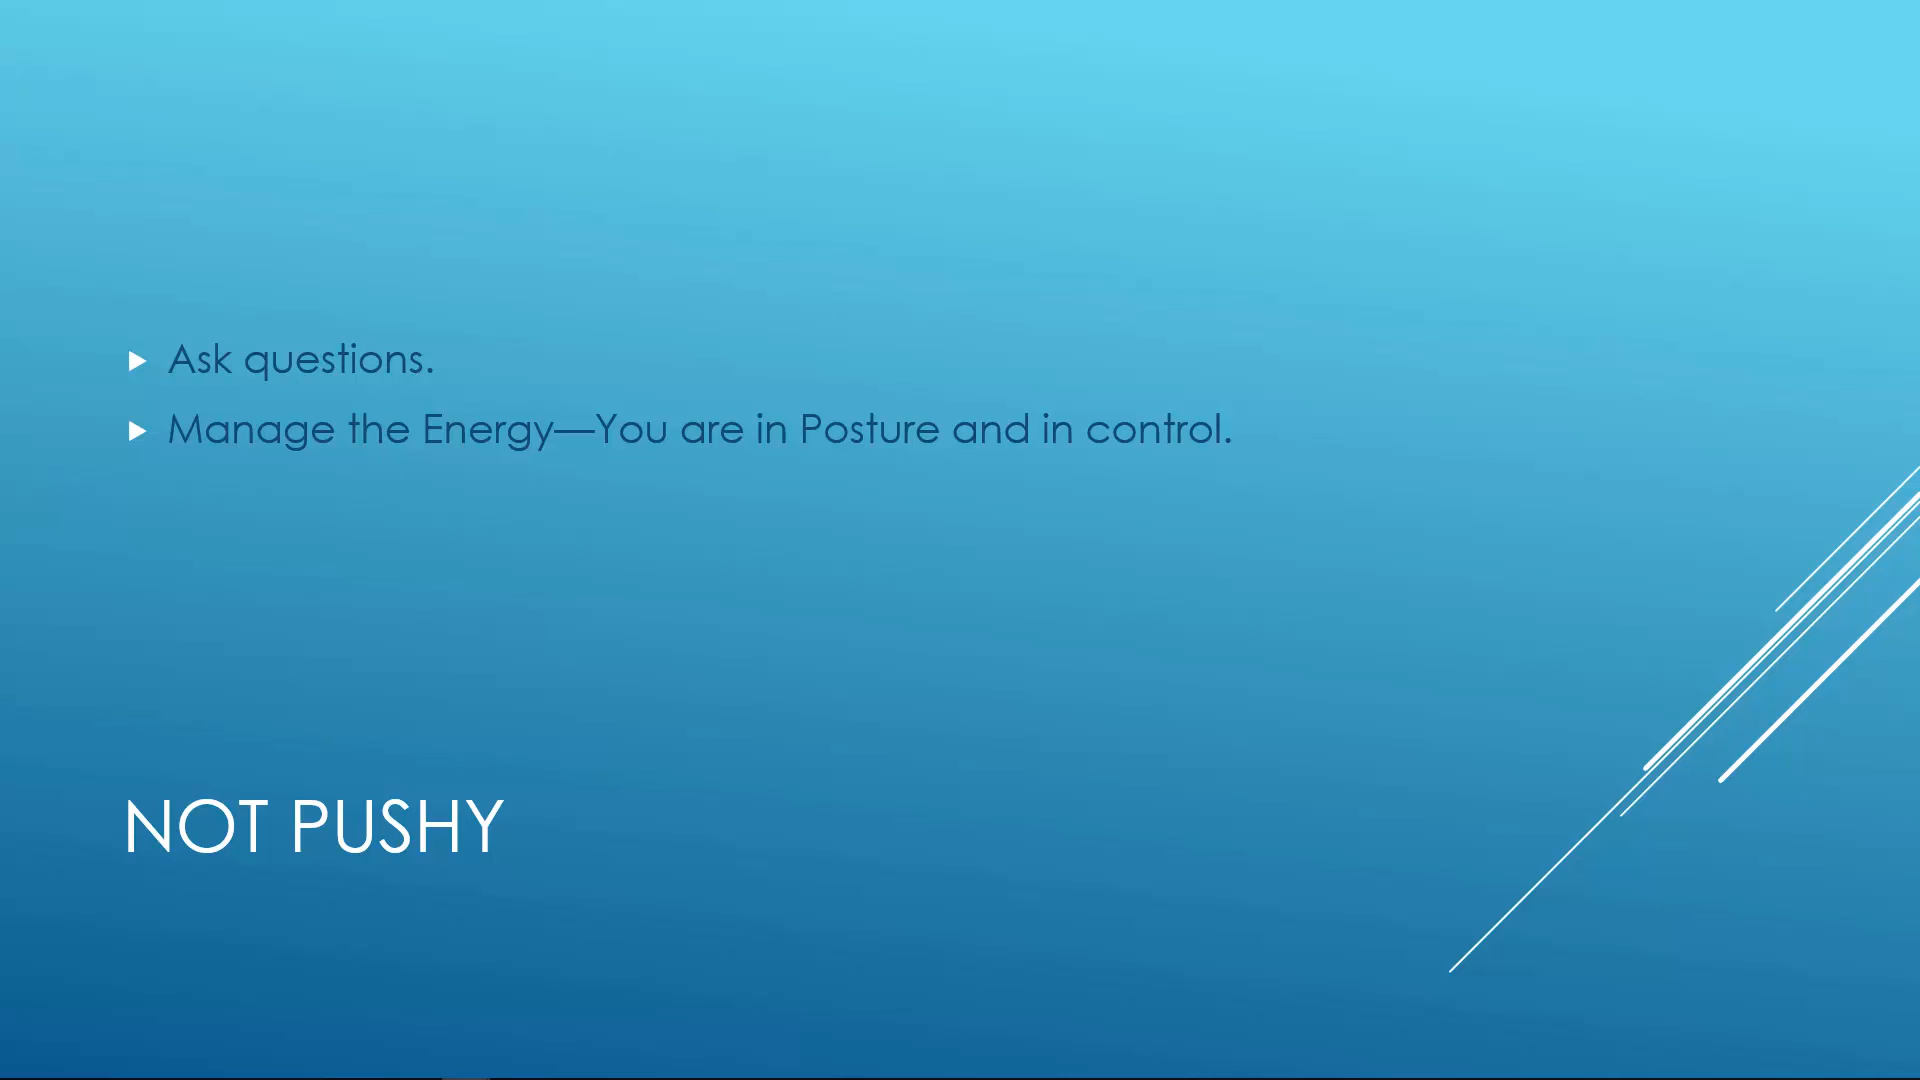 Ask questions.
Manage the Energy—You are in Posture and in control.
NOT PUSHY